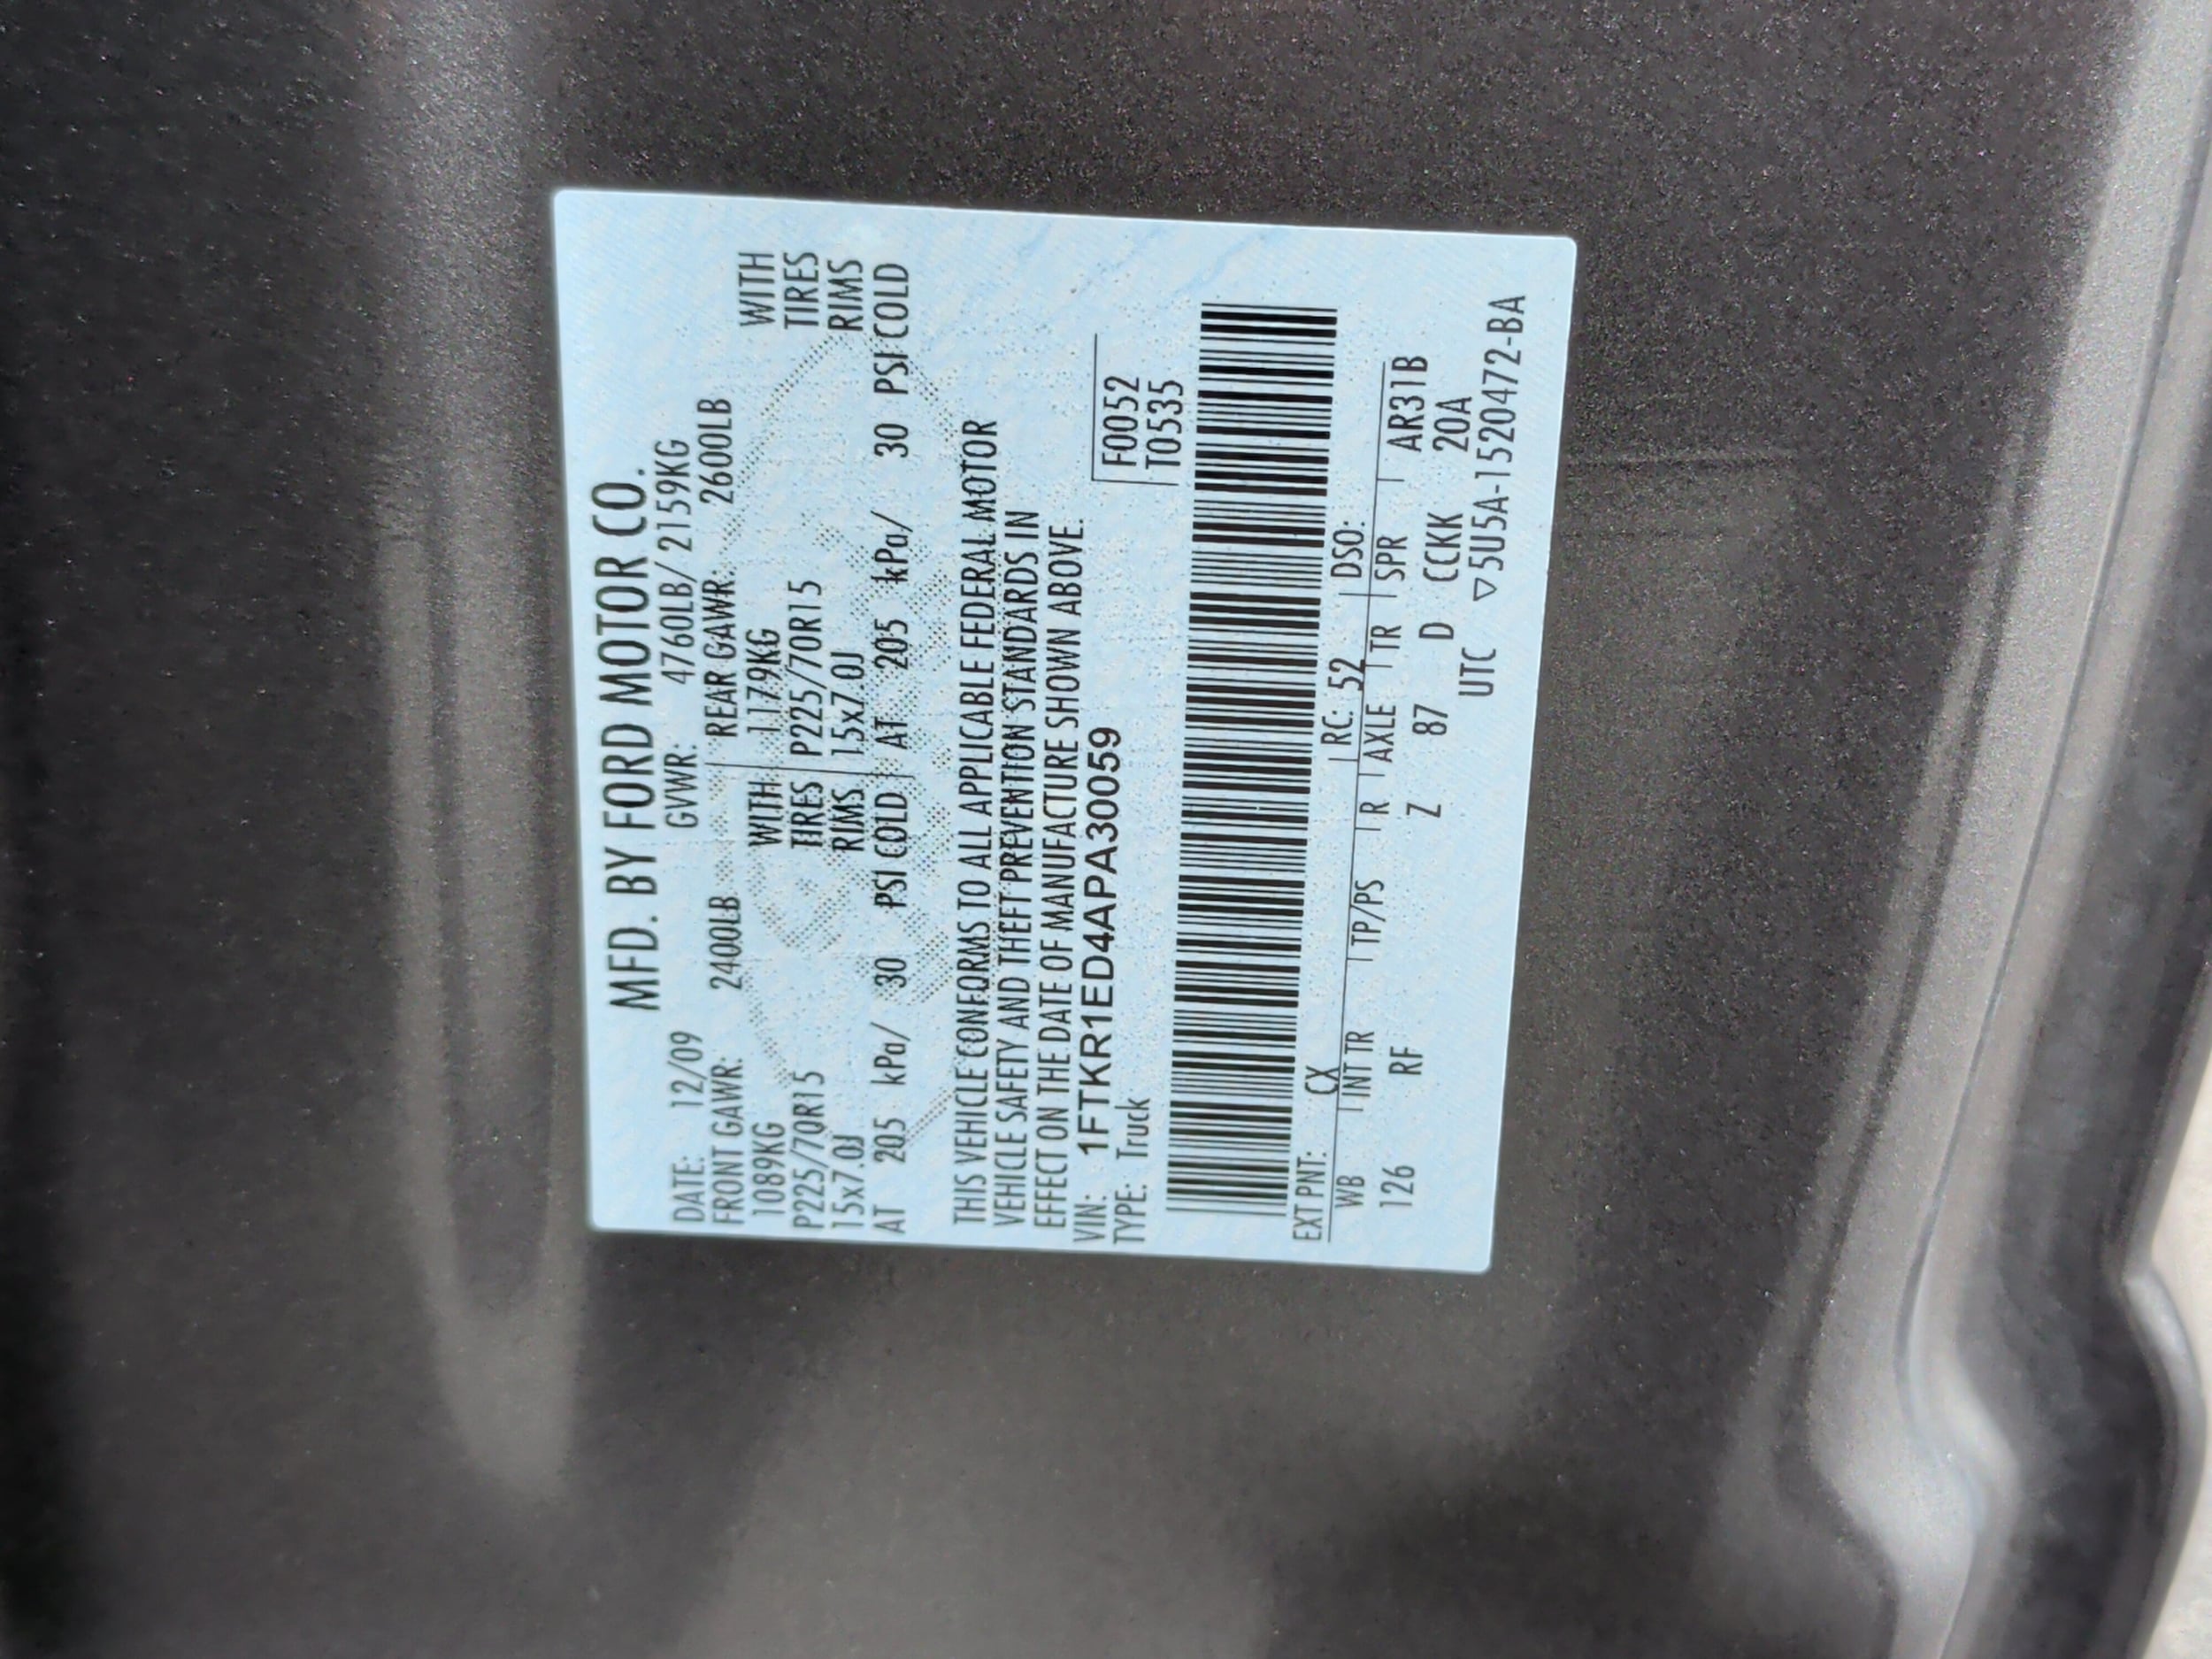 MFD. BY FORD MOTOR CO.
DATE: 12/09 GVWR: 4760LB/ 2159KG
FRONT GAWR: 2400LB REAR GAWR: 2600LB
1089KG WITH 1179KG WITH
P225/70R15 TIRES P225/70R15 TIRES
15x7.0J RIMS 15x7.0J RIMS
AT 205 kPa/ 30 PSI COLD AT 205 kPa/ 30 PSI COLD
THIS VEHICLE CONFORMS TO ALL APPLICABLE FEDERAL MOTOR
VEHICLE SAFETY AND THEFT PREVENTION STANDARDS IN
EFFECT ON THE DATE OF MANUFACTURE SHOWN ABOVE.
VIN: 1FTKR1ED4APA30059 F0052
TYPE: Truck T0535
EXT PNT: CX RC: 52 DSO:
WB INT TR TP/PS R AXLE TR SPR AR31B
126 RF Z 87 D CCKK 20A
UTC ▽5U5A-1520472-BA